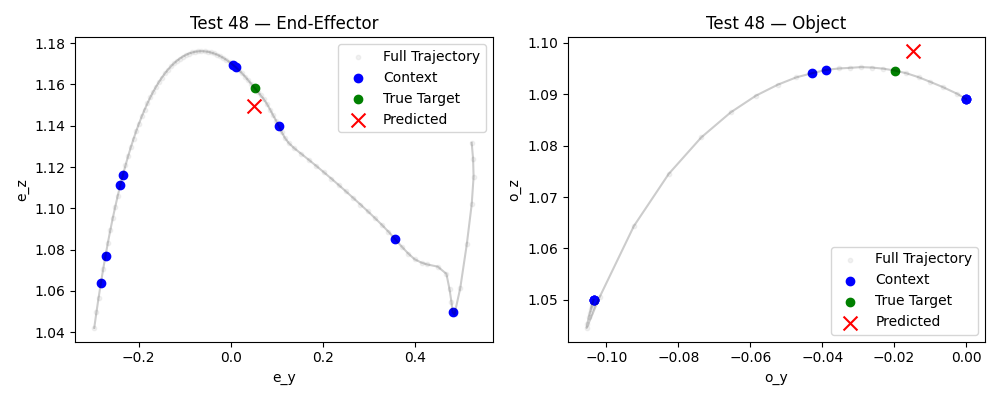 Test 48 — End-Effector
1.18
1.16
1.14
1.12
1.10
1.08
1.06
1.04
e_z
−0.2
0.0
0.2
0.4
e_y
Full Trajectory
Context
True Target
Predicted
Test 48 — Object
1.10
1.09
1.08
1.07
1.06
1.05
o_z
−0.10
−0.08
−0.06
−0.04
−0.02
0.00
o_y
Full Trajectory
Context
True Target
Predicted